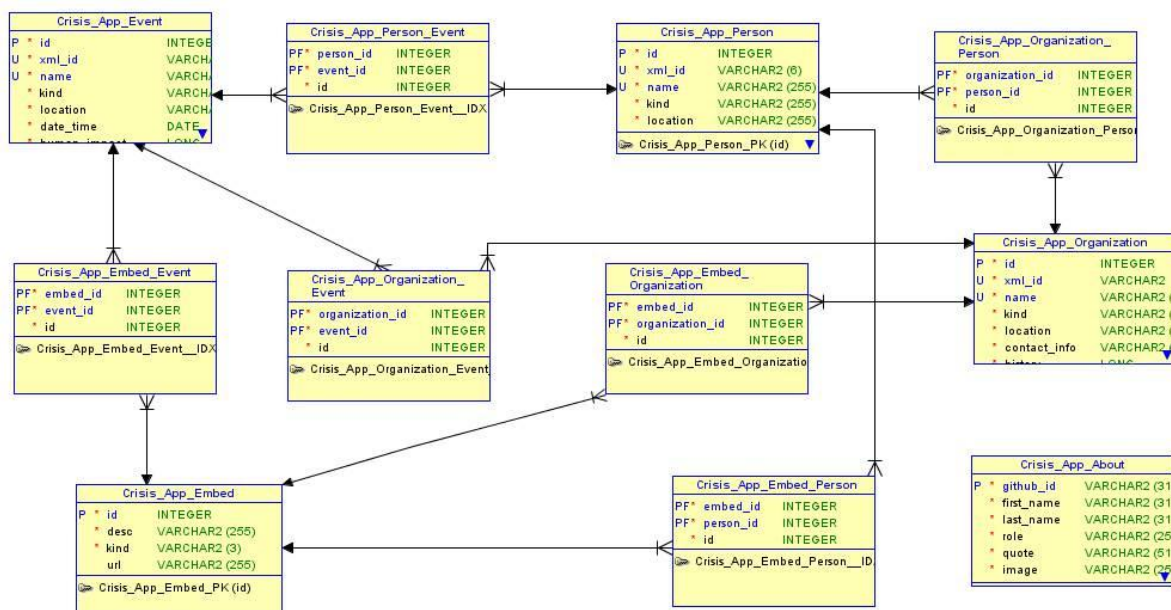 Crisis_App_Event
P * id INTEGE
U * xml_id VARCHA
U * name VARCHA
* kind VARCHA
* location VARCHA
* date_time DATE
Crisis_App_Person_Event
PF* person_id INTEGER
PF* event_id INTEGER
* id INTEGER
Crisis_App_Person_Event__IDX
Crisis_App_Person
P * id INTEGER
U * xml_id VARCHAR2 (6)
U * name VARCHAR2 (255)
* kind VARCHAR2 (255)
* location VARCHAR2 (255)
Crisis_App_Person_PK (id)
Crisis_App_Organization_
Person
PF* organization_id INTEGER
PF* person_id INTEGER
* id INTEGER
Crisis_App_Organization_Person
Crisis_App_Embed_Event
PF* embed_id INTEGER
PF* event_id INTEGER
* id INTEGER
Crisis_App_Embed_Event__IDX
Crisis_App_Organization_
Event
PF* organization_id INTEGER
PF* event_id INTEGER
* id INTEGER
Crisis_App_Organization_Event_
Crisis_App_Embed_
Organization
PF* embed_id INTEGER
PF* organization_id INTEGER
* id INTEGER
Crisis_App_Embed_Organizatio
Crisis_App_Organization
P * id INTEGER
U * xml_id VARCHAR2
U * name VARCHAR2 (
* kind VARCHAR2 (
* location VARCHAR2 (
* contact_info VARCHAR2 (
Crisis_App_Embed
P * id INTEGER
* desc VARCHAR2 (255)
* kind VARCHAR2 (3)
url VARCHAR2 (255)
Crisis_App_Embed_PK (id)
Crisis_App_Embed_Person
PF* embed_id INTEGER
PF* person_id INTEGER
* id INTEGER
Crisis_App_Embed_Person__ID
Crisis_App_About
P * github_id VARCHAR2 (31
* first_name VARCHAR2 (31
* last_name VARCHAR2 (31
* role VARCHAR2 (25
* quote VARCHAR2 (51
* image VARCHAR2 (25